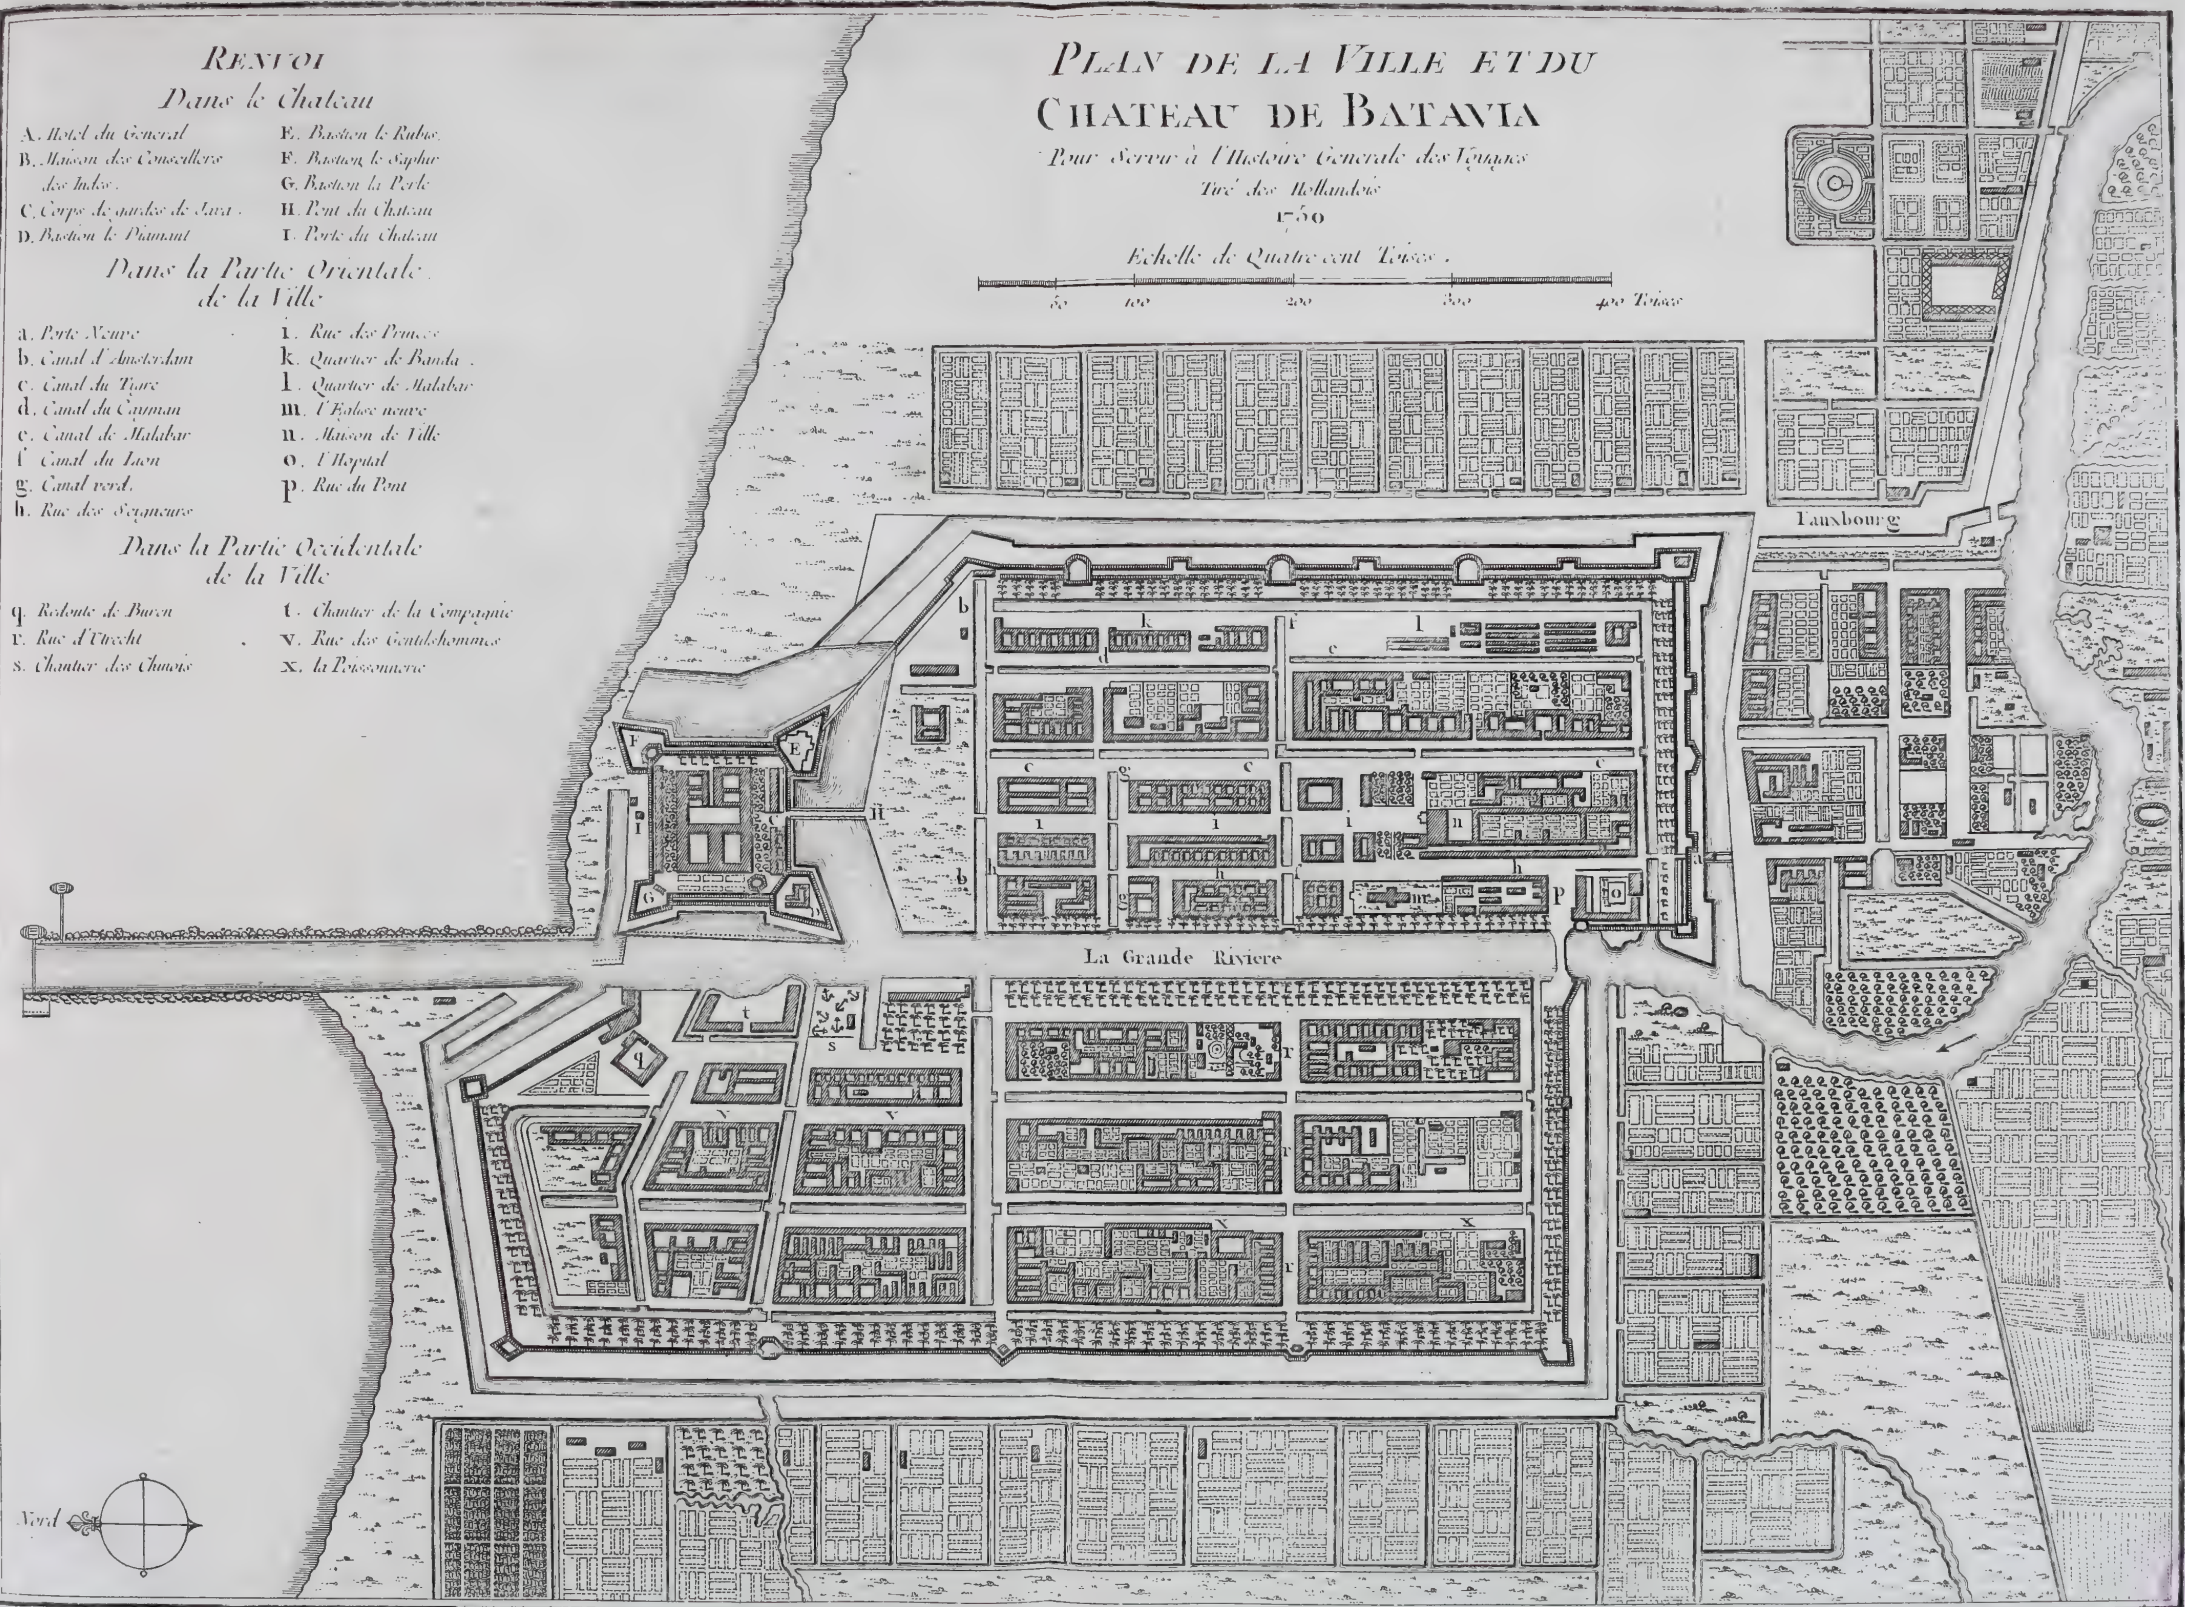 RENVOI
Dans le Chateau
A. Hotel du General
B. Maison des Conseillers
des Indes.
C. Corps de gardes de Java.
D. Bastion le Diamant
E. Bastion le Rubis.
F. Bastion le Saphir
G. Bastion la Perle
H. Pont du Chateau
I. Porte du Chateau
Dans la Partie Orientale
de la Ville
a. Porte Neuve
b. Canal d'Amsterdam
c. Canal du Tigre
d. Canal du Cayman
e. Canal de Malabar
f. Canal du Iaon
g. Canal verd.
h. Rue des Seigneurs
i. Rue des Princes
k. Quartier de Banda.
l. Quartier de Malabar
m. l'Eglise neuve
n. Maison de Ville
o. l'Hopital
p. Rue du Pont
Dans la Partie Occidentale
de la Ville
q. Redoute de Buren
r. Rue d'Utrecht
s. Chantier des Chinois
t. Chantier de la Compagnie
v. Rue des Gentilshommes
x. la Poissonnerie
PLAN DE LA VILLE ET DU
CHATEAU DE BATAVIA
Pour Servir à l'Histoire Generale des Voyages
Tiré des Hollandois
1750
Echelle de Quatre cent Toises.
50 100 200 300 400 Toises
Fauxbourg
b k f l
d e
F E
c g c c
H
I C
i i i n
h a
b h h
G D g f m p o
La Grande Riviere
t
s
q r
v v
r
x x
r
Nord